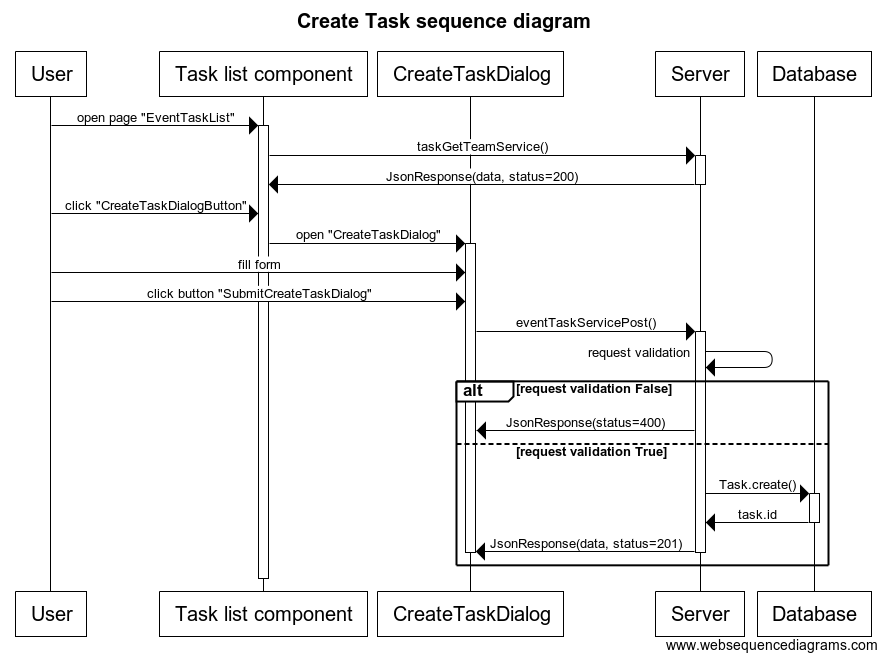 Create Task sequence diagram
User
Task list component
CreateTaskDialog
Server
Database
open page "EventTaskList"
taskGetTeamService()
JsonResponse(data, status=200)
click "CreateTaskDialogButton"
open "CreateTaskDialog"
fill form
click button "SubmitCreateTaskDialog"
eventTaskServicePost()
request validation
alt
[request validation False]
JsonResponse(status=400)
[request validation True]
Task.create()
task.id
JsonResponse(data, status=201)
User
Task list component
CreateTaskDialog
Server
Database
www.websequencediagrams.com